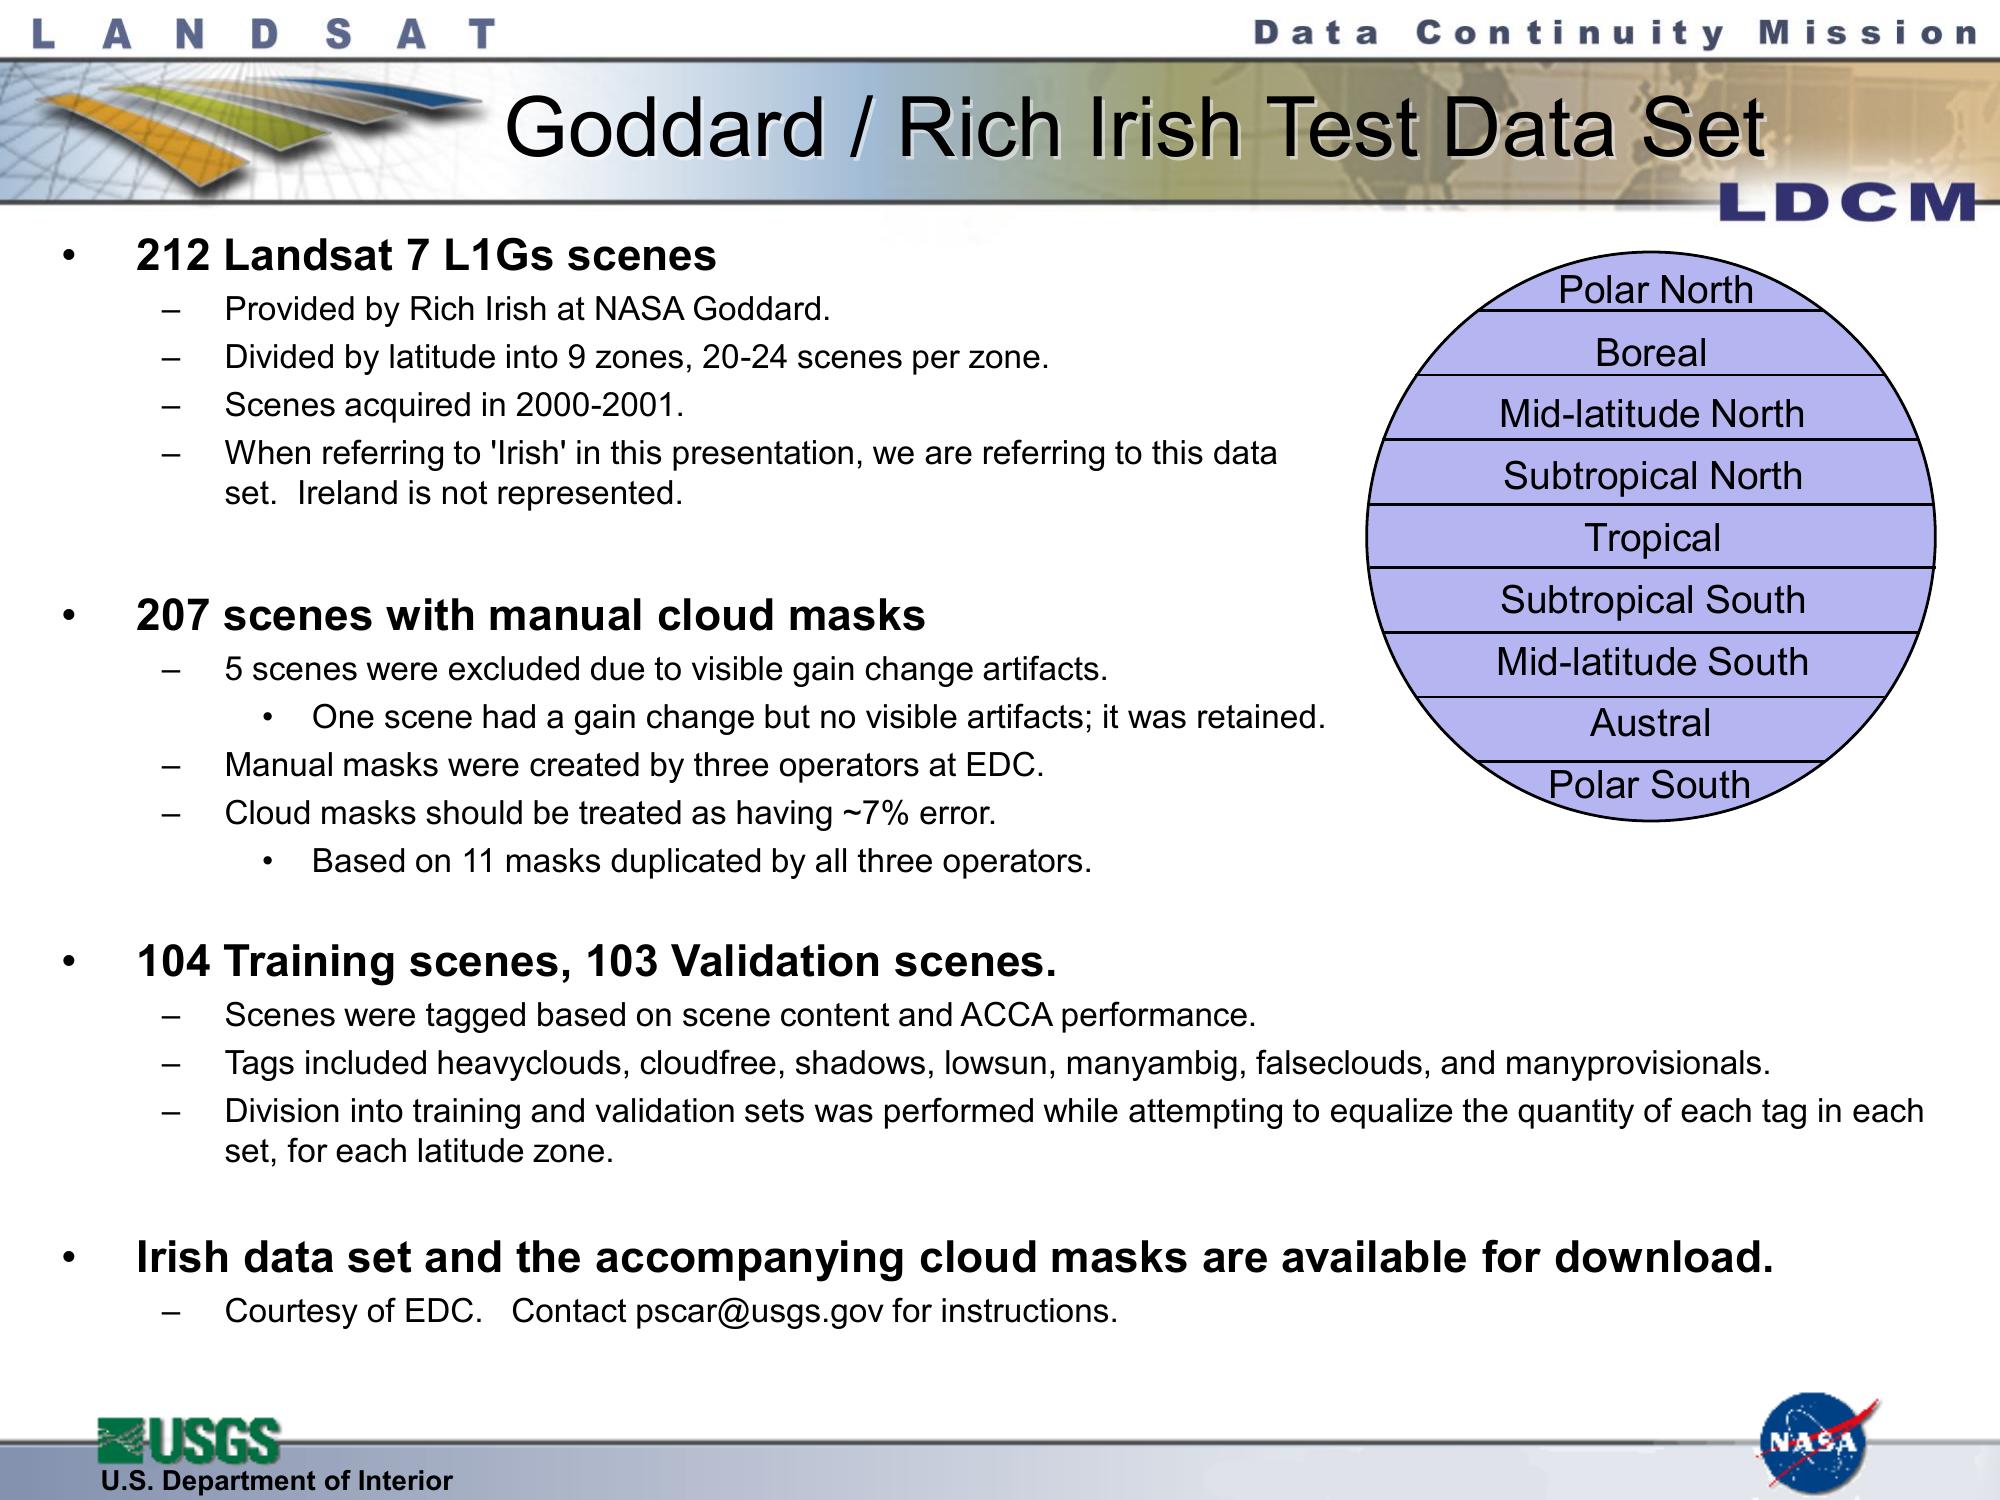 LANDSAT
Data Continuity Mission
Goddard / Rich Irish Test Data Set
LDCM
• 212 Landsat 7 L1Gs scenes
– Provided by Rich Irish at NASA Goddard.
– Divided by latitude into 9 zones, 20-24 scenes per zone.
– Scenes acquired in 2000-2001.
– When referring to 'Irish' in this presentation, we are referring to this data
set.  Ireland is not represented.
• 207 scenes with manual cloud masks
– 5 scenes were excluded due to visible gain change artifacts.
• One scene had a gain change but no visible artifacts; it was retained.
– Manual masks were created by three operators at EDC.
– Cloud masks should be treated as having ~7% error.
• Based on 11 masks duplicated by all three operators.
• 104 Training scenes, 103 Validation scenes.
– Scenes were tagged based on scene content and ACCA performance.
– Tags included heavyclouds, cloudfree, shadows, lowsun, manyambig, falseclouds, and manyprovisionals.
– Division into training and validation sets was performed while attempting to equalize the quantity of each tag in each
set, for each latitude zone.
• Irish data set and the accompanying cloud masks are available for download.
– Courtesy of EDC.   Contact pscar@usgs.gov for instructions.
Polar North
Boreal
Mid-latitude North
Subtropical North
Tropical
Subtropical South
Mid-latitude South
Austral
Polar South
USGS
U.S. Department of Interior
NASA